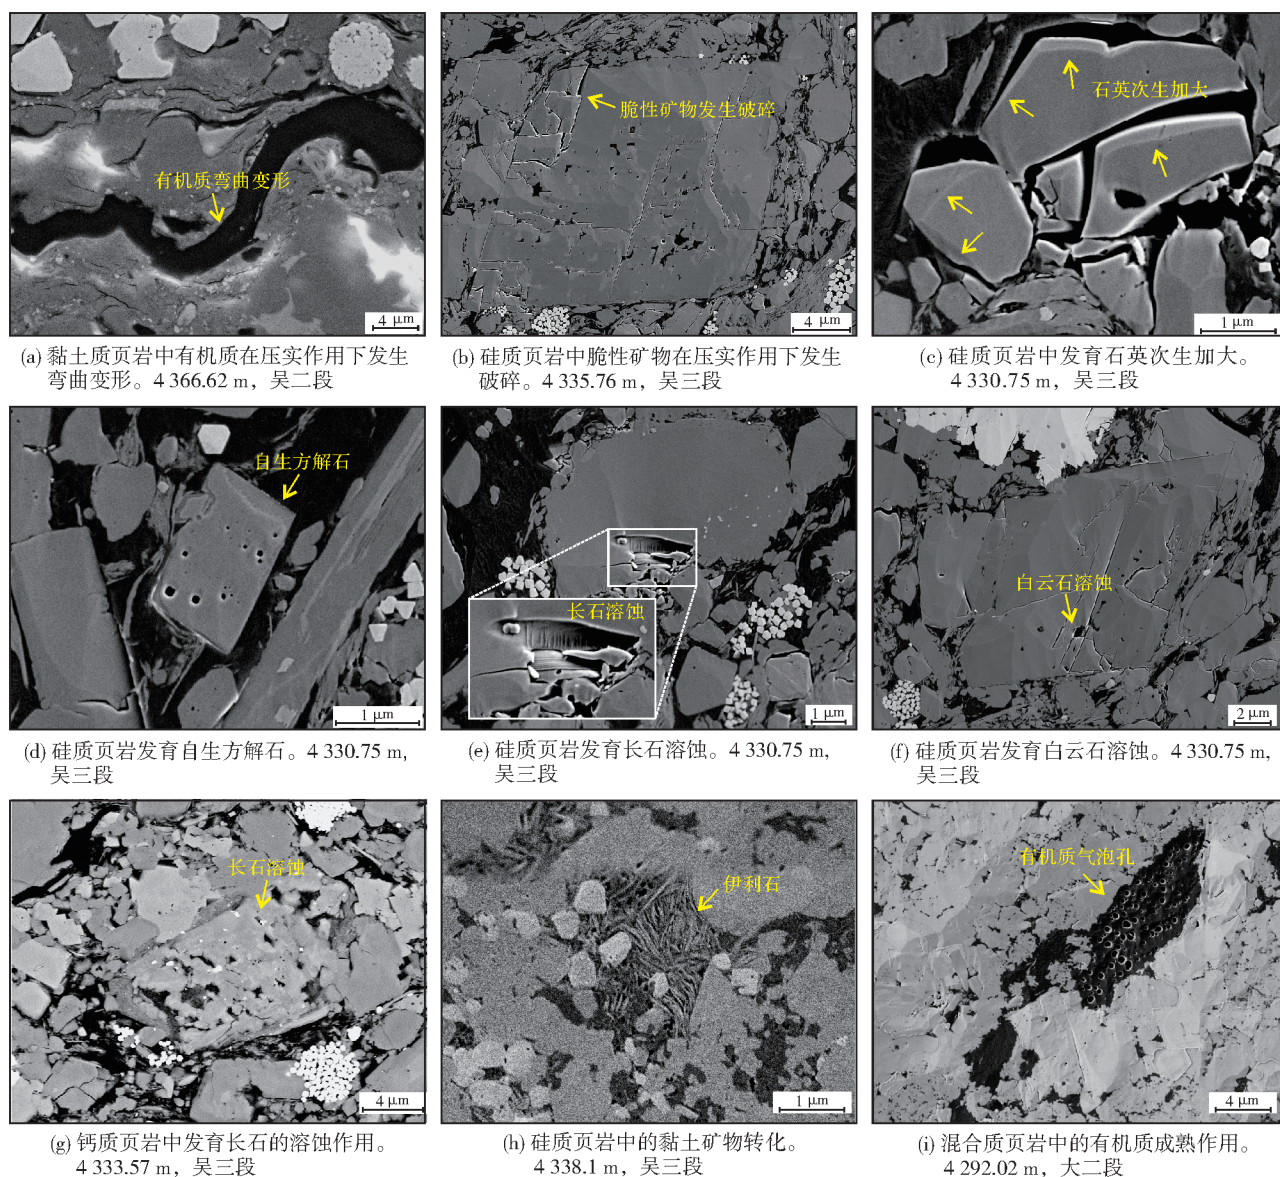 有机质弯曲变形
4 μm
脆性矿物发生破碎
4 μm
石英次生加大
1 μm
(a) 黏土质页岩中有机质在压实作用下发生
弯曲变形。4 366.62 m，吴二段
(b) 硅质页岩中脆性矿物在压实作用下发生
破碎。4 335.76 m，吴三段
(c) 硅质页岩中发育石英次生加大。
4 330.75 m，吴三段
自生方解石
1 μm
长石溶蚀
1 μm
白云石溶蚀
2 μm
(d) 硅质页岩发育自生方解石。4 330.75 m,
吴三段
(e) 硅质页岩发育长石溶蚀。4 330.75 m,
吴三段
(f) 硅质页岩发育白云石溶蚀。4 330.75 m,
吴三段
长石溶蚀
4 μm
伊利石
1 μm
有机质气泡孔
4 μm
(g) 钙质页岩中发育长石的溶蚀作用。
4 333.57 m，吴三段
(h) 硅质页岩中的黏土矿物转化。
4 338.1 m，吴三段
(i) 混合质页岩中的有机质成熟作用。
4 292.02 m，大二段